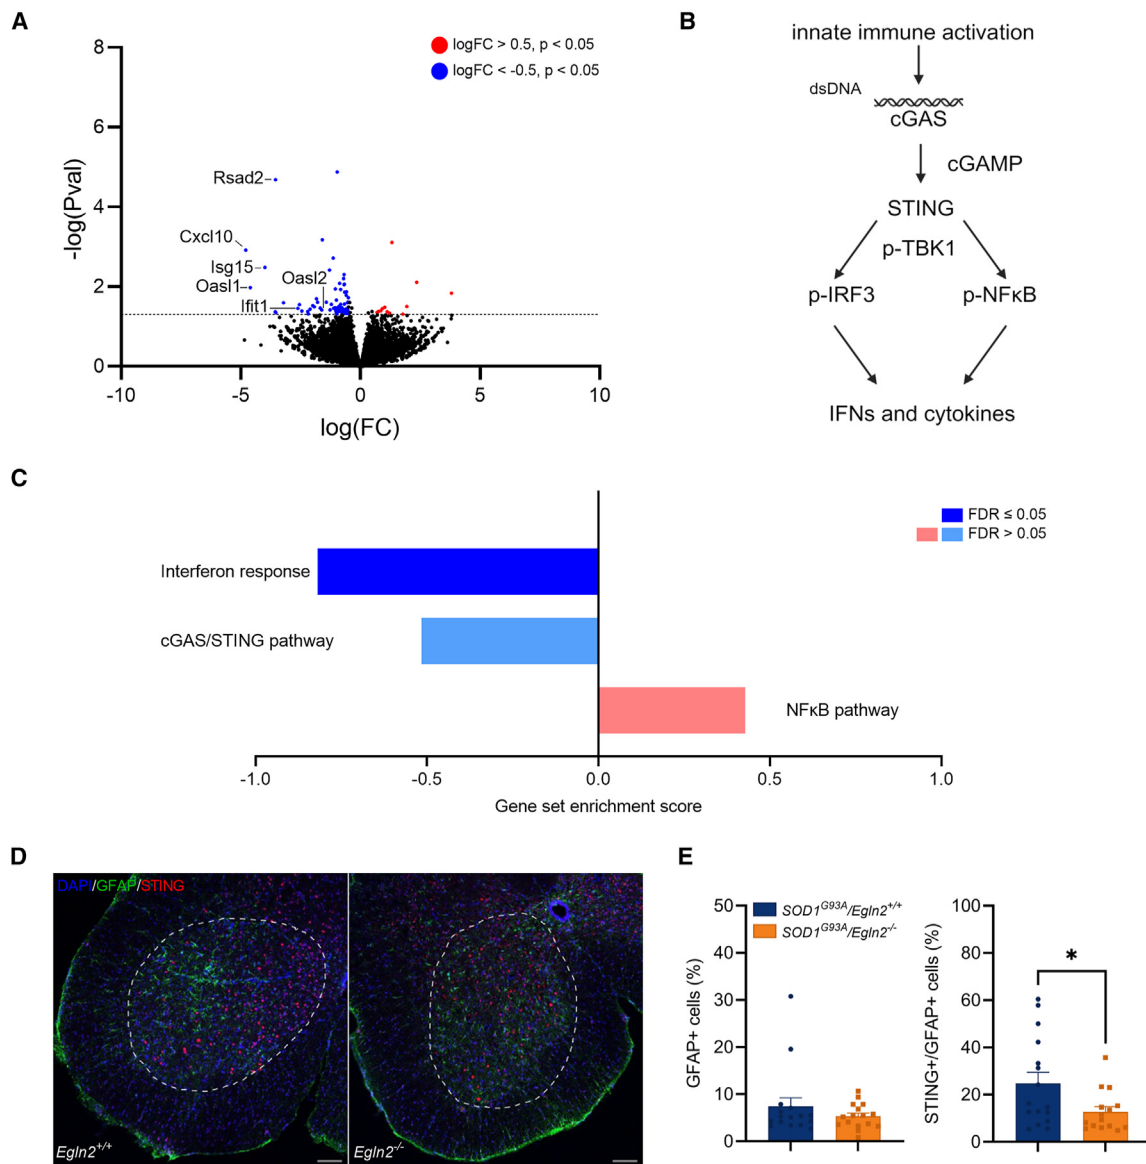 A
logFC > 0.5, p < 0.05
logFC < -0.5, p < 0.05
8
6
4
2
0
-log(Pval)
Rsad2
Cxcl10
Isg15
Oasl1
Oasl2
Ifit1
-10
-5
0
5
10
log(FC)
B
innate immune activation
dsDNA
cGAS
cGAMP
STING
p-TBK1
p-IRF3
p-NFκB
IFNs and cytokines
C
FDR ≤ 0.05
FDR > 0.05
Interferon response
cGAS/STING pathway
NFκB pathway
-1.0
-0.5
0.0
0.5
1.0
Gene set enrichment score
D
DAPI/GFAP/STING
Egln2+/+
Egln2-/-
E
SOD1G93A/Egln2+/+
SOD1G93A/Egln2-/-
50
40
30
20
10
0
GFAP+ cells (%)
100
80
60
40
20
0
STING+/GFAP+ cells (%)
*